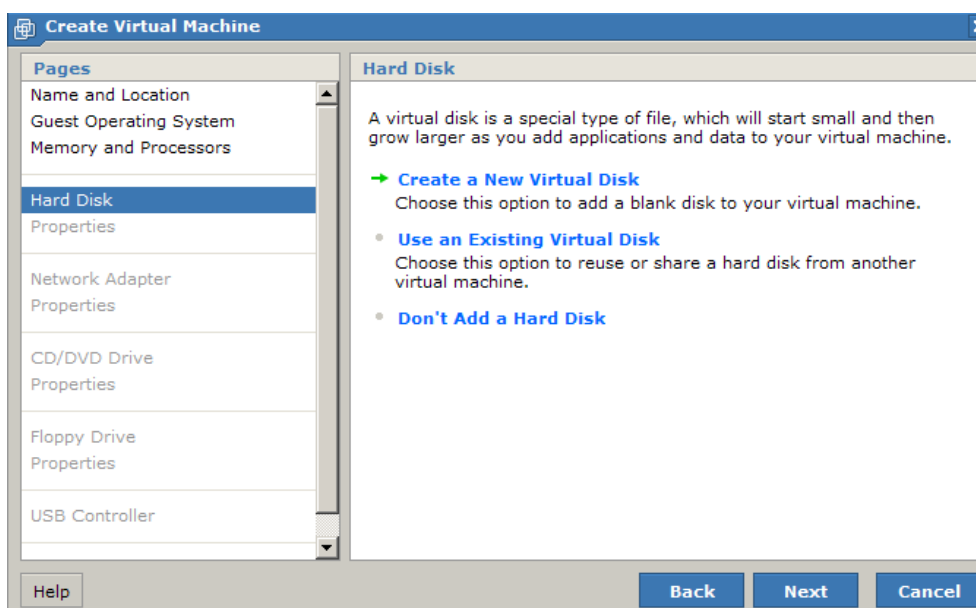 Create Virtual Machine
Pages
Name and Location
Guest Operating System
Memory and Processors
Hard Disk
Properties
Network Adapter
Properties
CD/DVD Drive
Properties
Floppy Drive
Properties
USB Controller
Hard Disk
A virtual disk is a special type of file, which will start small and then
grow larger as you add applications and data to your virtual machine.
Create a New Virtual Disk
Choose this option to add a blank disk to your virtual machine.
Use an Existing Virtual Disk
Choose this option to reuse or share a hard disk from another
virtual machine.
Don't Add a Hard Disk
Help
Back
Next
Cancel